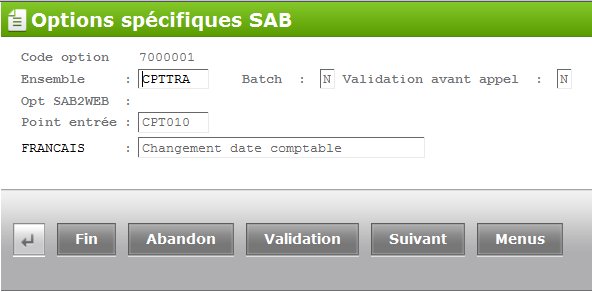 Options spécifiques SAB
Code option 7000001
Ensemble : CPTTRA Batch : N Validation avant appel : N
Opt SAB2WEB :
Point entrée : CPT010
FRANCAIS : Changement date comptable
Fin Abandon Validation Suivant Menus